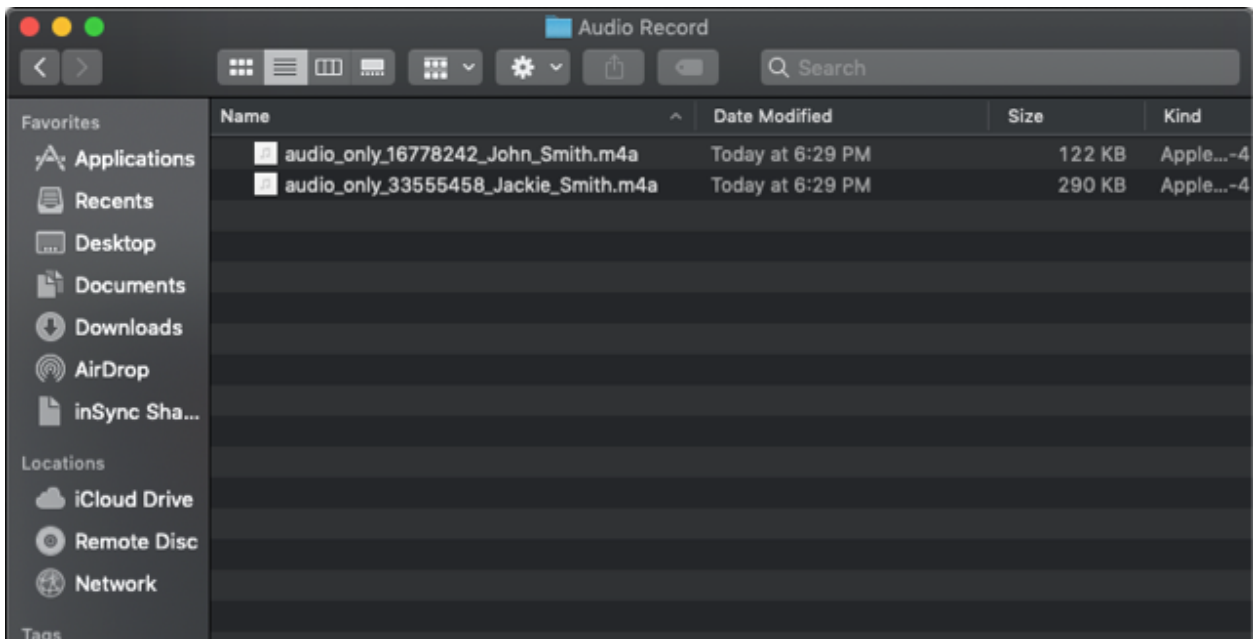 Audio Record
Search
Favorites
Applications
Recents
Desktop
Documents
Downloads
AirDrop
inSync Sha...
Locations
iCloud Drive
Remote Disc
Network
Tags
Name Date Modified Size Kind
audio_only_16778242_John_Smith.m4a Today at 6:29 PM 122 KB Apple...-4
audio_only_33555458_Jackie_Smith.m4a Today at 6:29 PM 290 KB Apple...-4